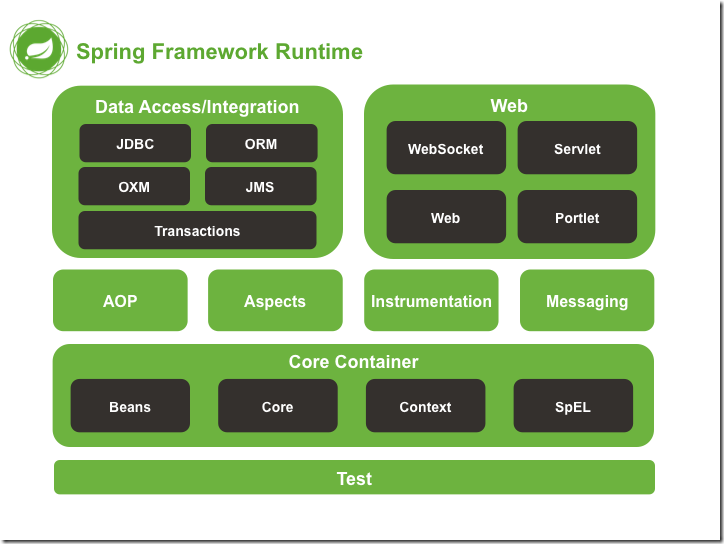 Spring Framework Runtime
Data Access/Integration
JDBC
ORM
OXM
JMS
Transactions
Web
WebSocket
Servlet
Web
Portlet
AOP
Aspects
Instrumentation
Messaging
Core Container
Beans
Core
Context
SpEL
Test